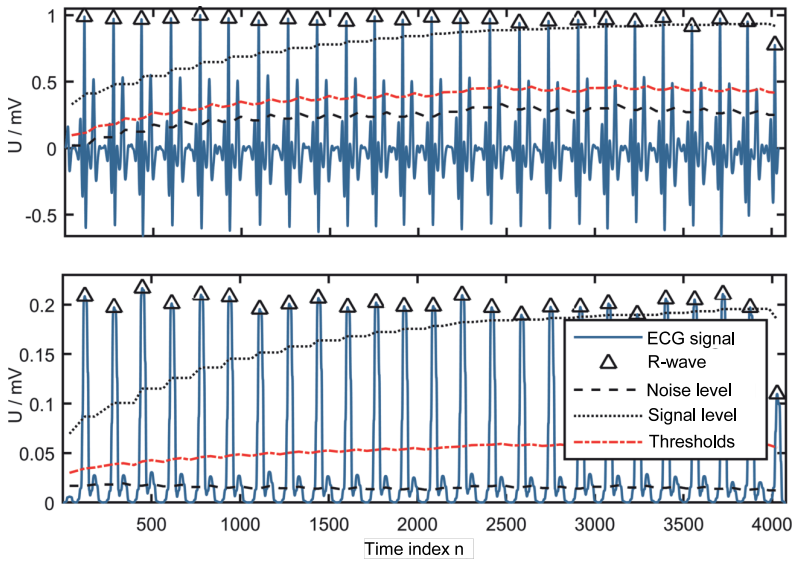 1
0.5
0
-0.5
U / mV
0.2
0.15
0.1
0.05
0
U / mV
ECG signal
R-wave
Noise level
Signal level
Thresholds
500 1000 1500 2000 2500 3000 3500 4000
Time index n